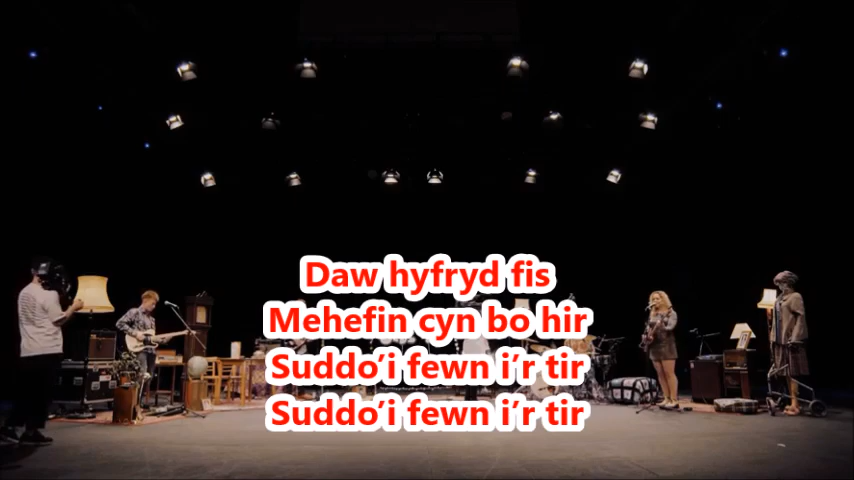 Daw hyfryd fis
Mehefin cyn bo hir
Suddo’i fewn i’r tir
Suddo’i fewn i’r tir